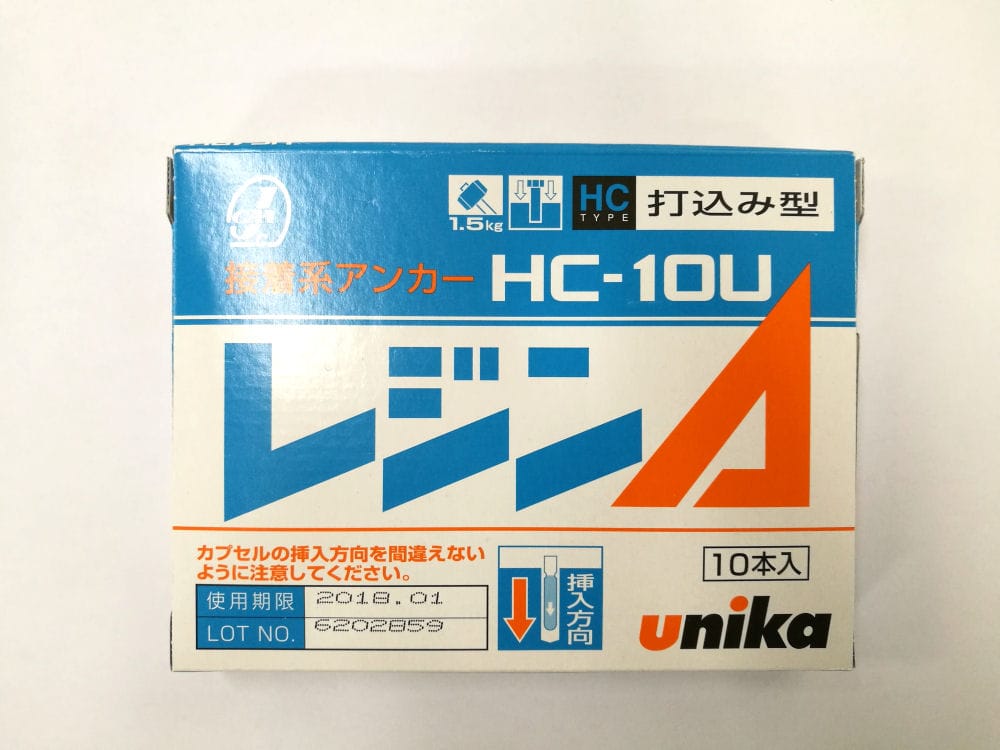 1.5kg
HC
TYPE
打込み型
接着系アンカー HC-10U
レジンA
カプセルの挿入方向を間違えない
ように注意してください。
使用期限 2018.01
LOT NO. 6202859
挿入方向
10本入
unika